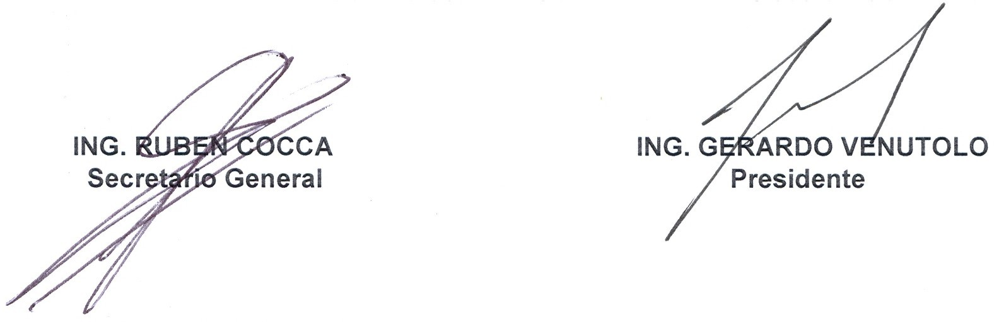 ING. RUBEN COCCA
Secretario General
ING. GERARDO VENUTOLO
Presidente